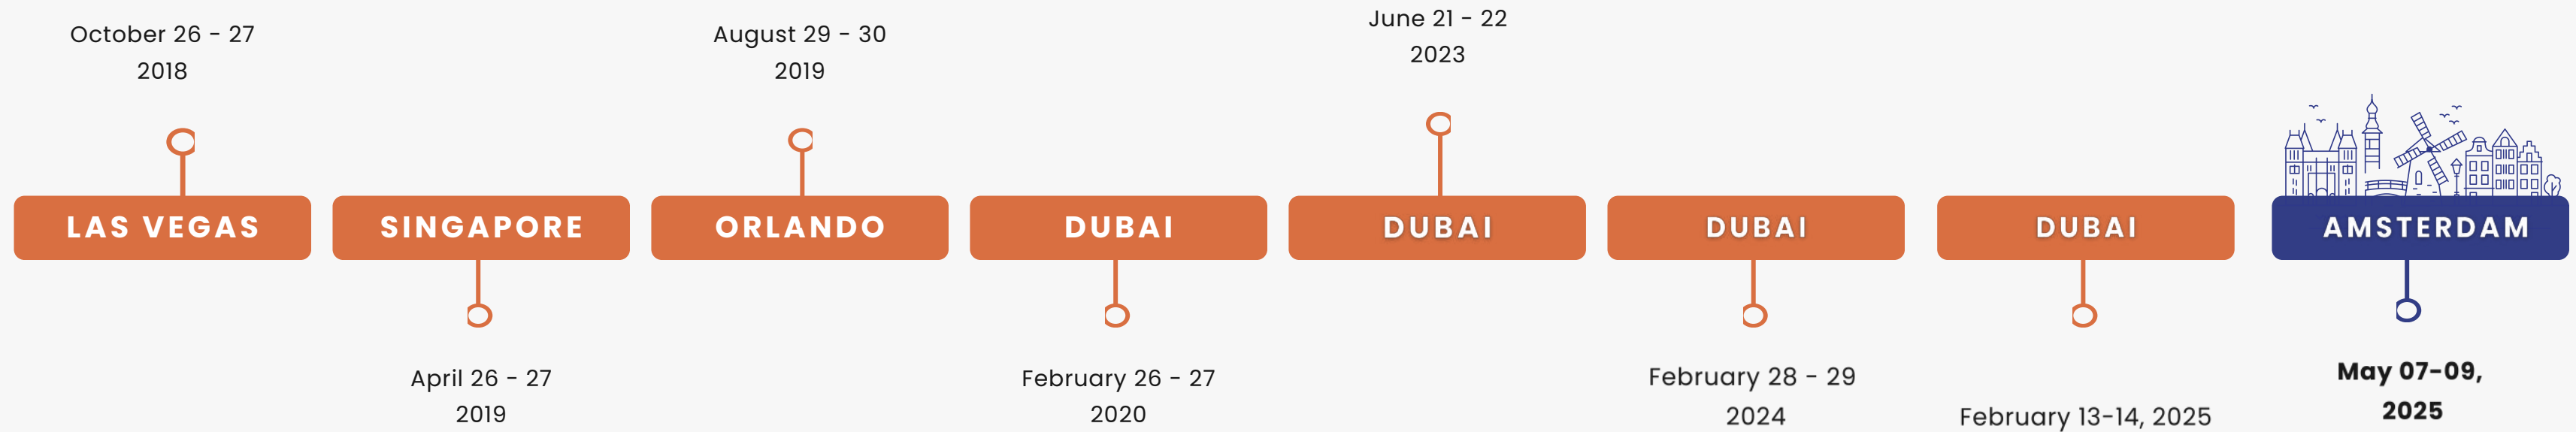 October 26 - 27
2018
LAS VEGAS
SINGAPORE
April 26 - 27
2019
August 29 - 30
2019
ORLANDO
DUBAI
February 26 - 27
2020
June 21 - 22
2023
DUBAI
DUBAI
February 28 - 29
2024
DUBAI
February 13-14, 2025
AMSTERDAM
May 07-09,
2025